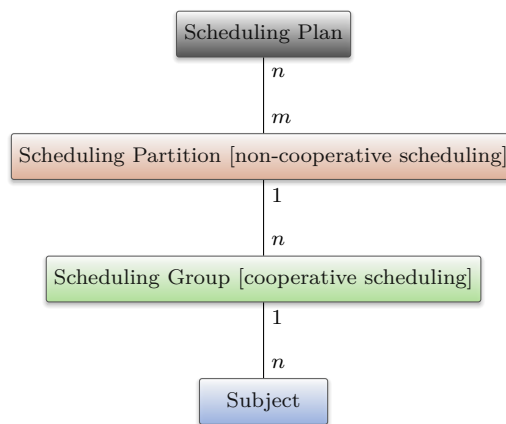 Scheduling Plan
n
m
Scheduling Partition [non-cooperative scheduling]
1
n
Scheduling Group [cooperative scheduling]
1
n
Subject